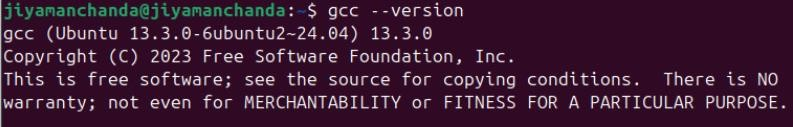 jiyamanchanda@jiyamanchanda:~$ gcc --version
gcc (Ubuntu 13.3.0-6ubuntu2~24.04) 13.3.0
Copyright (C) 2023 Free Software Foundation, Inc.
This is free software; see the source for copying conditions.  There is NO
warranty; not even for MERCHANTABILITY or FITNESS FOR A PARTICULAR PURPOSE.